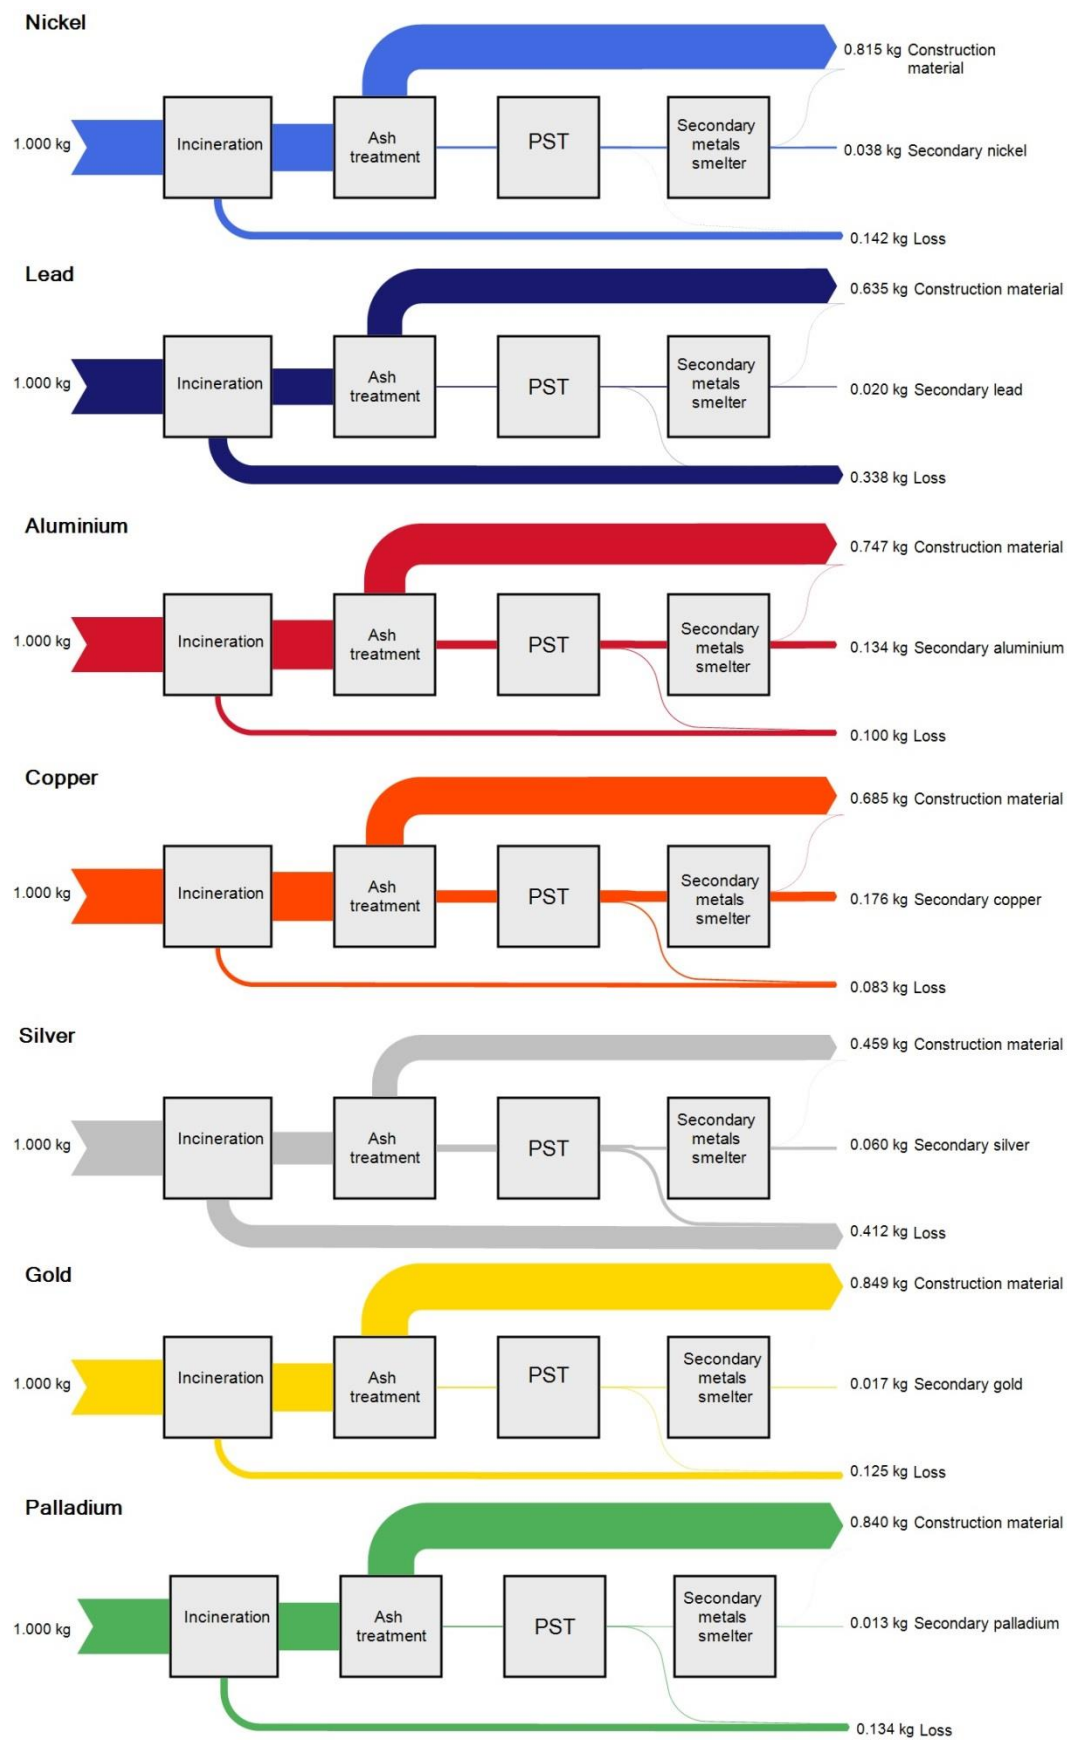 Nickel
0.815 kg Construction
material
1.000 kg
Incineration
Ash
treatment
PST
Secondary
metals
smelter
0.038 kg Secondary nickel
0.142 kg Loss
Lead
0.635 kg Construction material
1.000 kg
Incineration
Ash
treatment
PST
Secondary
metals
smelter
0.020 kg Secondary lead
0.338 kg Loss
Aluminium
0.747 kg Construction material
1.000 kg
Incineration
Ash
treatment
PST
Secondary
metals
smelter
0.134 kg Secondary aluminium
0.100 kg Loss
Copper
0.685 kg Construction material
1.000 kg
Incineration
Ash
treatment
PST
Secondary
metals
smelter
0.176 kg Secondary copper
0.083 kg Loss
Silver
0.459 kg Construction material
1.000 kg
Incineration
Ash
treatment
PST
Secondary
metals
smelter
0.060 kg Secondary silver
0.412 kg Loss
Gold
0.849 kg Construction material
1.000 kg
Incineration
Ash
treatment
PST
Secondary
metals
smelter
0.017 kg Secondary gold
0.125 kg Loss
Palladium
0.840 kg Construction material
1.000 kg
Incineration
Ash
treatment
PST
Secondary
metals
smelter
0.013 kg Secondary palladium
0.134 kg Loss